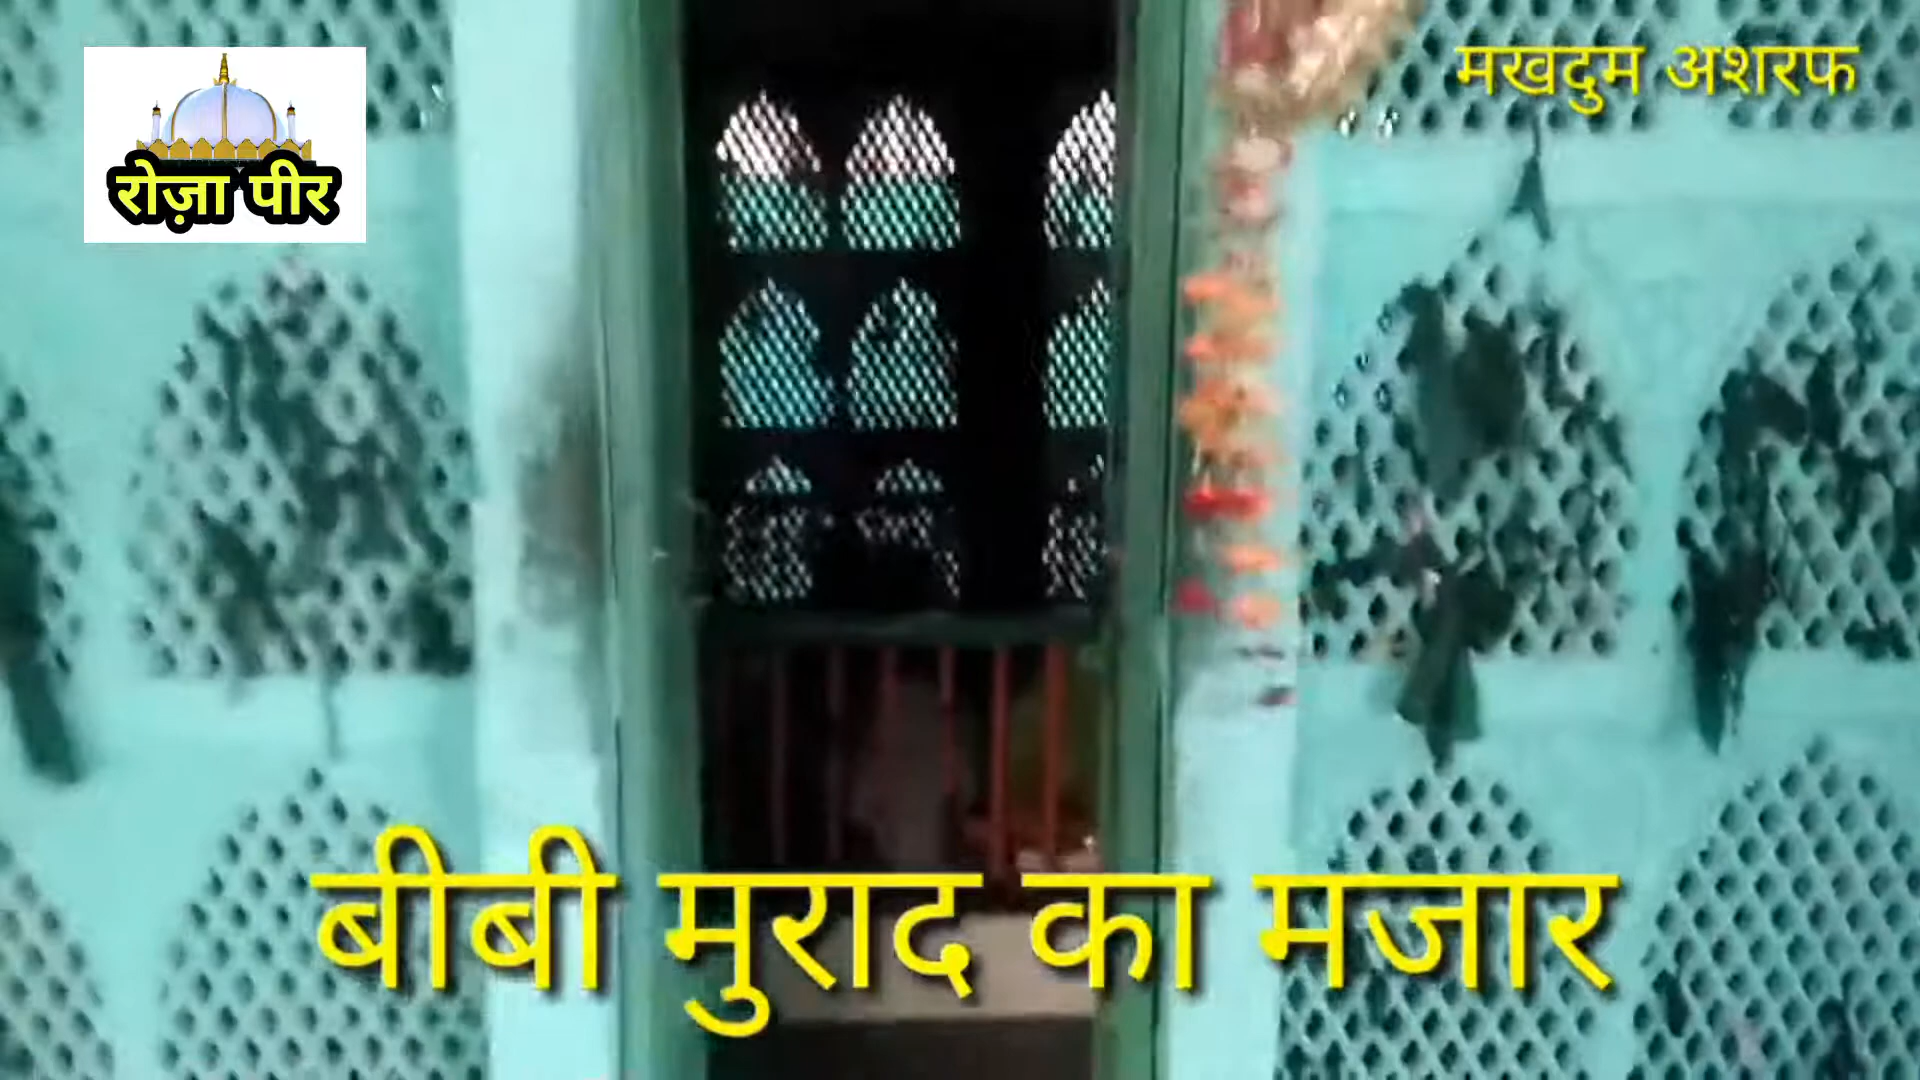 रोज़ा पीर
मखदुम अशरफ
बीबी मुराद का मजार